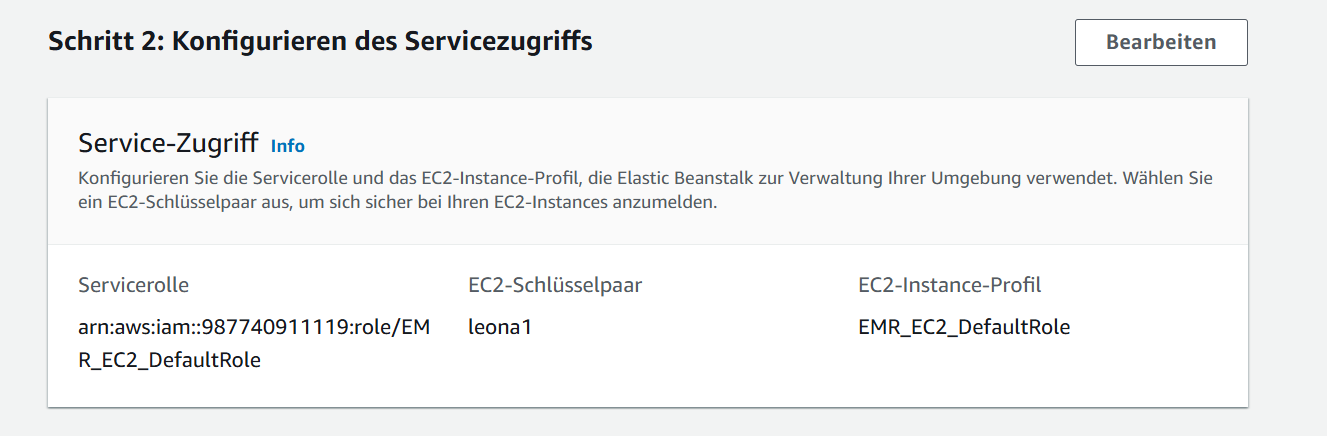 Schritt 2: Konfigurieren des Servicezugriffs
Bearbeiten
Service-Zugriff Info
Konfigurieren Sie die Servicerolle und das EC2-Instance-Profil, die Elastic Beanstalk zur Verwaltung Ihrer Umgebung verwendet. Wählen Sie
ein EC2-Schlüsselpaar aus, um sich sicher bei Ihren EC2-Instances anzumelden.
Servicerolle
arn:aws:iam::987740911119:role/EM
R_EC2_DefaultRole
EC2-Schlüsselpaar
leona1
EC2-Instance-Profil
EMR_EC2_DefaultRole